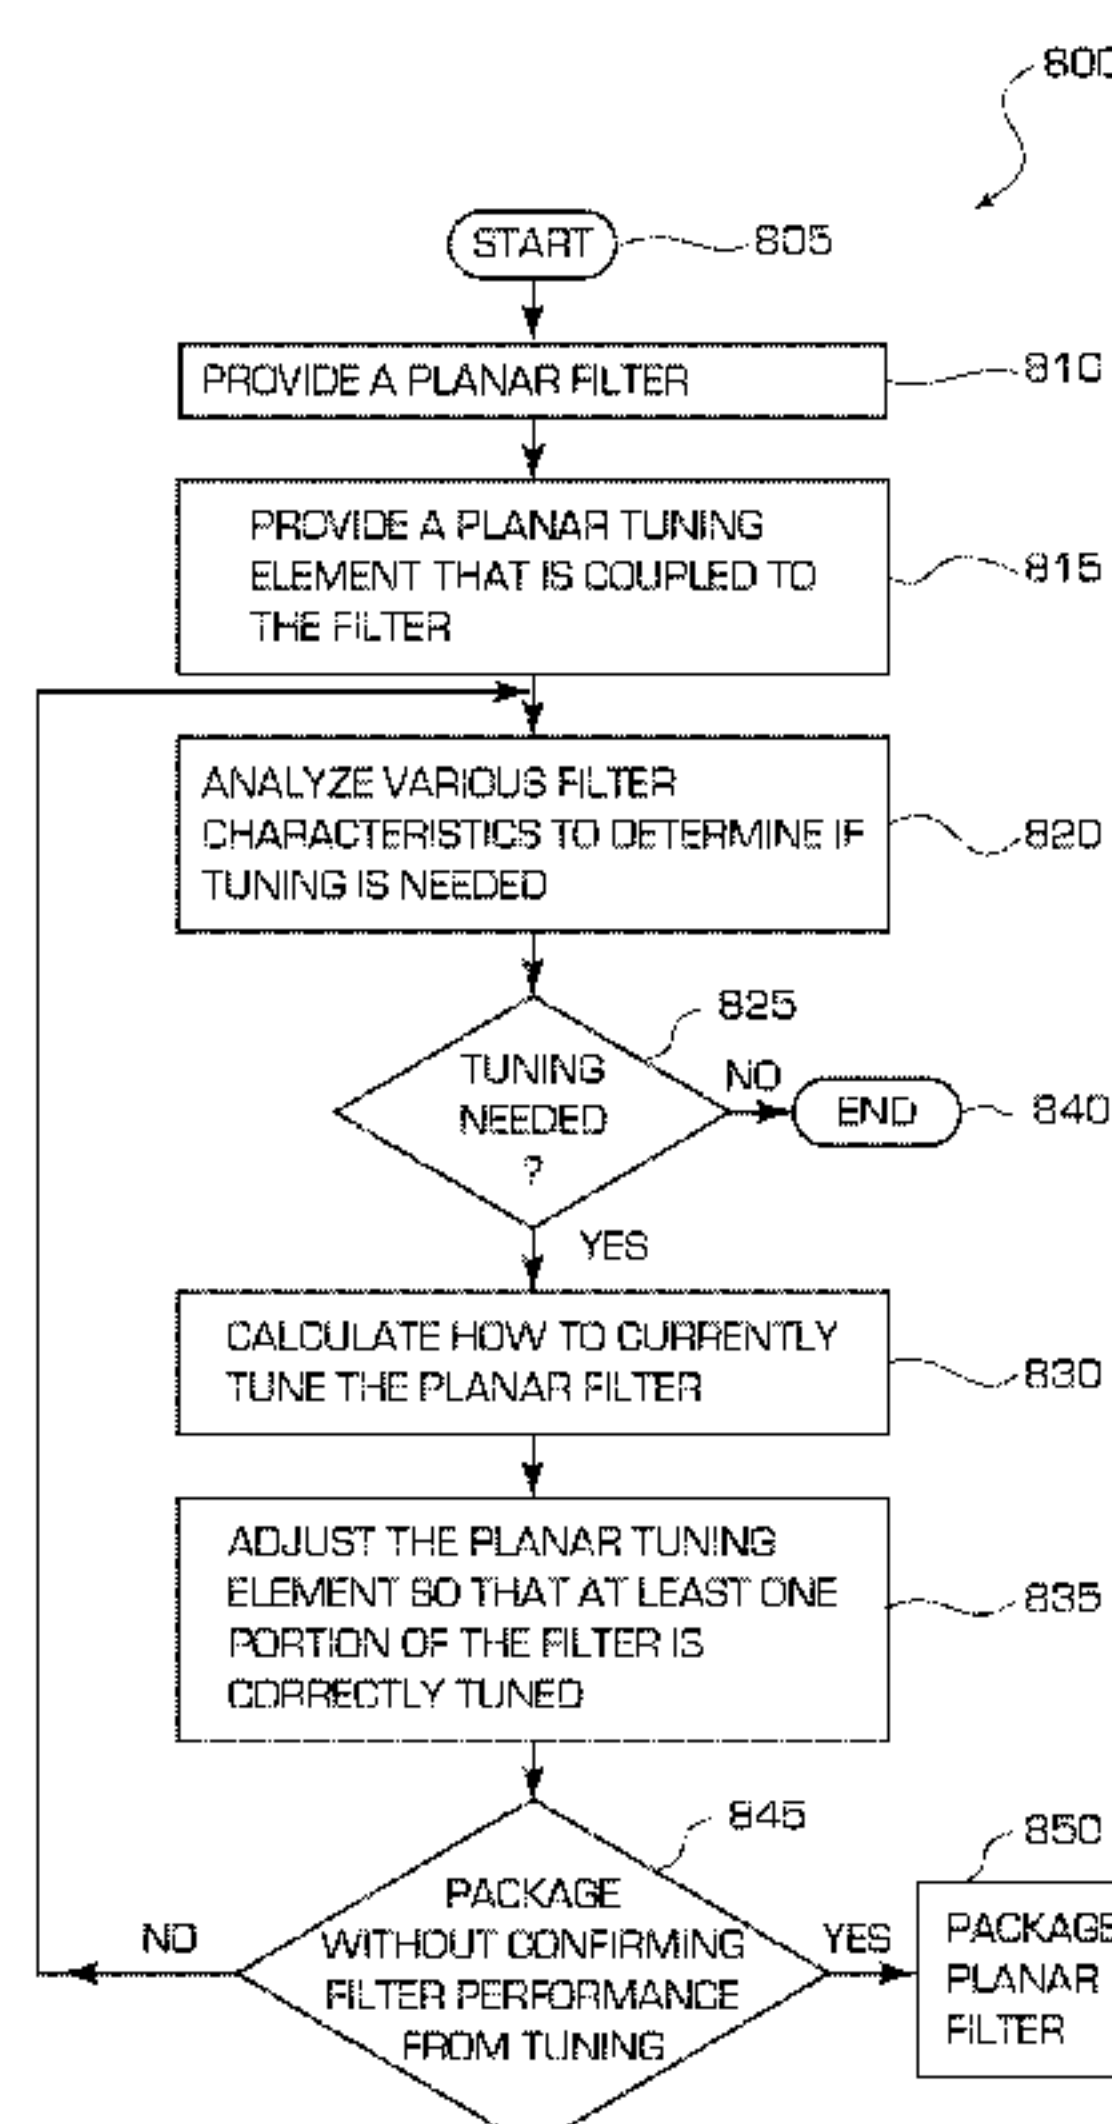 800
START
805
PROVIDE A PLANAR FILTER
810
PROVIDE A PLANAR TUNING
ELEMENT THAT IS COUPLED TO
THE FILTER
815
ANALYZE VARIOUS FILTER
CHARACTERISTICS TO DETERMINE IF
TUNING IS NEEDED
820
825
TUNING
NEEDED
?
NO
END
840
YES
CALCULATE HOW TO CURRENTLY
TUNE THE PLANAR FILTER
830
ADJUST THE PLANAR TUNING
ELEMENT SO THAT AT LEAST ONE
PORTION OF THE FILTER IS
CORRECTLY TUNED
835
845
850
PACKAGE
WITHOUT CONFIRMING
FILTER PERFORMANCE
FROM TUNING
NO
YES
PACKAGE
PLANAR
FILTER